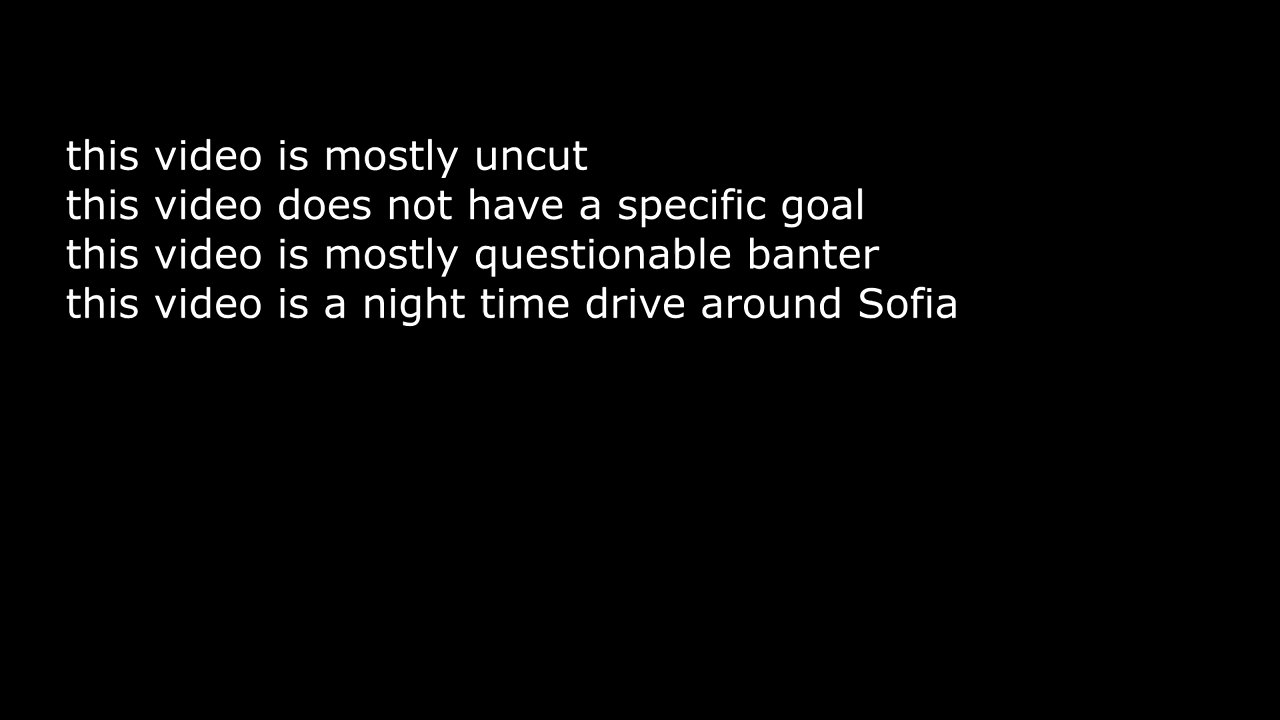 this video is mostly uncut
this video does not have a specific goal
this video is mostly questionable banter
this video is a night time drive around Sofia